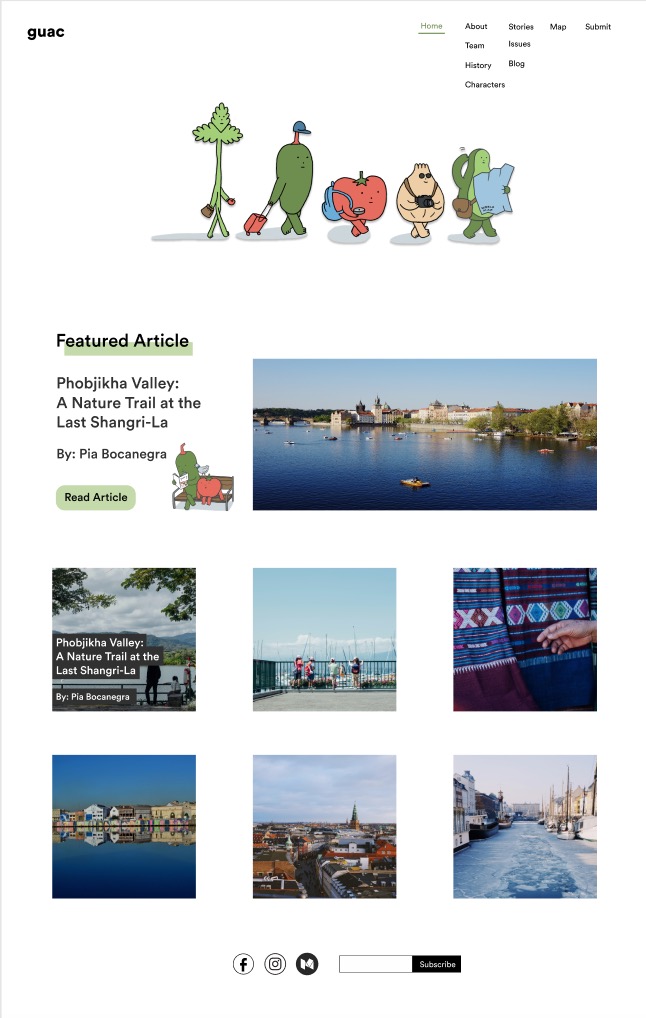 guac
Home
About
Stories
Map
Submit
Team
Issues
History
Blog
Characters
Featured Article
Phobjikha Valley:
A Nature Trail at the
Last Shangri-La
By: Pia Bocanegra
Read Article
Phobjikha Valley:
A Nature Trail at the
Last Shangri-La
By: Pia Bocanegra
Subscribe